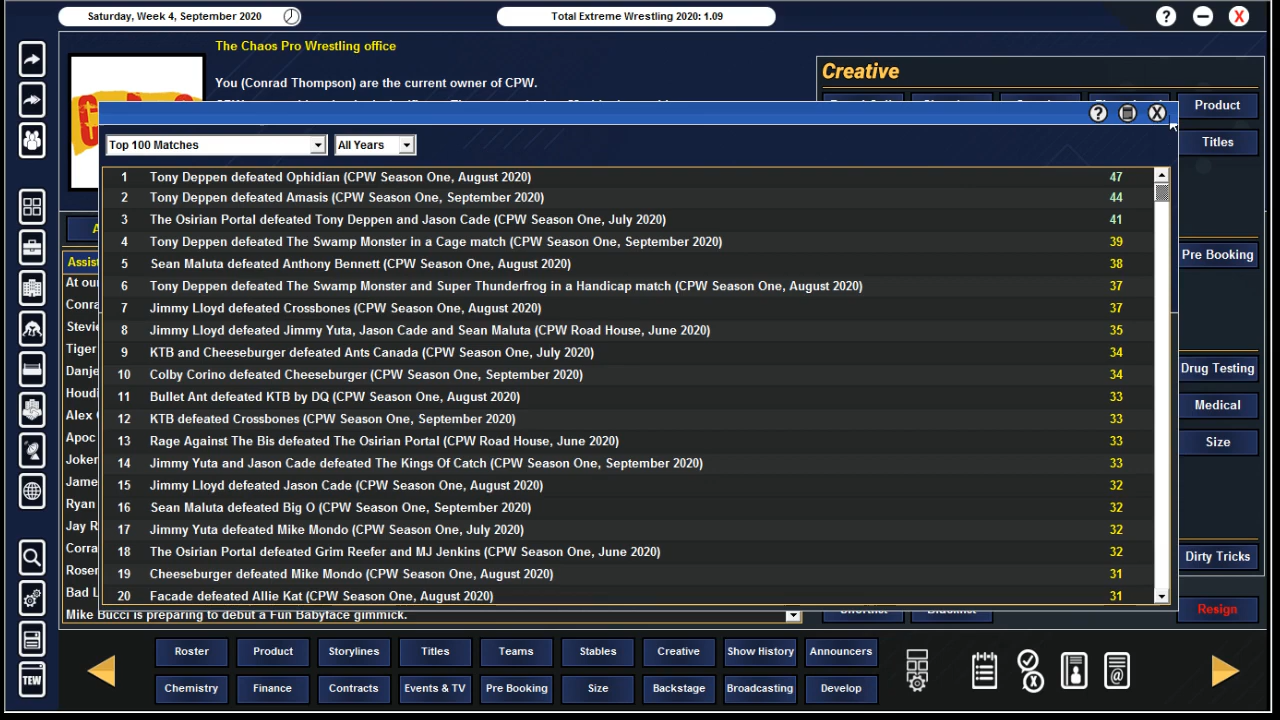 Saturday, Week 4, September 2020
Total Extreme Wrestling 2020: 1.09
?
X
The Chaos Pro Wrestling office
You (Conrad Thompson) are the current owner of CPW.
Creative
Product
Titles
Pre Booking
Drug Testing
Medical
Size
Dirty Tricks
Resign
? X
Top 100 Matches
All Years
1 Tony Deppen defeated Ophidian (CPW Season One, August 2020) 47
2 Tony Deppen defeated Amasis (CPW Season One, September 2020) 44
3 The Osirian Portal defeated Tony Deppen and Jason Cade (CPW Season One, July 2020) 41
4 Tony Deppen defeated The Swamp Monster in a Cage match (CPW Season One, September 2020) 39
5 Sean Maluta defeated Anthony Bennett (CPW Season One, August 2020) 38
6 Tony Deppen defeated The Swamp Monster and Super Thunderfrog in a Handicap match (CPW Season One, August 2020) 37
7 Jimmy Lloyd defeated Crossbones (CPW Season One, August 2020) 37
8 Jimmy Lloyd defeated Jimmy Yuta, Jason Cade and Sean Maluta (CPW Road House, June 2020) 35
9 KTB and Cheeseburger defeated Ants Canada (CPW Season One, July 2020) 34
10 Colby Corino defeated Cheeseburger (CPW Season One, September 2020) 34
11 Bullet Ant defeated KTB by DQ (CPW Season One, August 2020) 33
12 KTB defeated Crossbones (CPW Season One, September 2020) 33
13 Rage Against The Bis defeated The Osirian Portal (CPW Road House, June 2020) 33
14 Jimmy Yuta and Jason Cade defeated The Kings Of Catch (CPW Season One, September 2020) 33
15 Jimmy Lloyd defeated Jason Cade (CPW Season One, August 2020) 32
16 Sean Maluta defeated Big O (CPW Season One, September 2020) 32
17 Jimmy Yuta defeated Mike Mondo (CPW Season One, July 2020) 32
18 The Osirian Portal defeated Grim Reefer and MJ Jenkins (CPW Season One, June 2020) 32
19 Cheeseburger defeated Mike Mondo (CPW Season One, August 2020) 31
20 Facade defeated Allie Kat (CPW Season One, August 2020) 31
Assist
At ou
Conra
Stevie
Tiger
Danje
Houdi
Alex
Apoc
Joker
Jame
Ryan
Jay R
Corra
Roser
Bad L
Mike Bucci is preparing to debut a Fun Babyface gimmick.
Roster Product Storylines Titles Teams Stables Creative Show History Announcers
Chemistry Finance Contracts Events & TV Pre Booking Size Backstage Broadcasting Develop
TEW